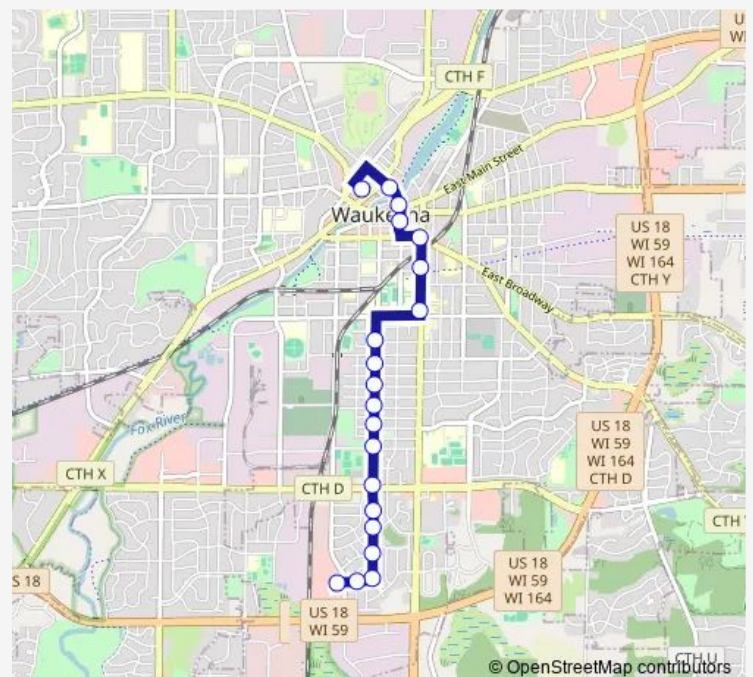 U
WI
CTH F
East Main Street
Waukesha
US 18
WI 59
WI 164
CTH Y
East Broadway
Fox River
US 18
WI 59
WI 164
CTH D
CTH X
CTH D
CTH
US 18
WI 59
WI 164
S 18
US 18
WI 59
CTH U
© OpenStreetMap contributors